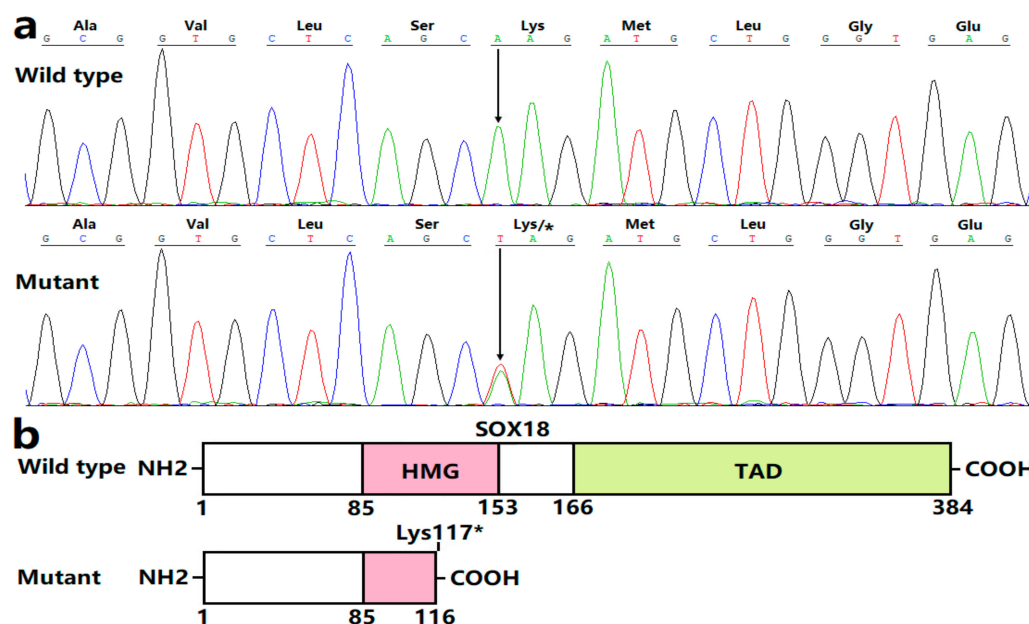 a
Ala Val Leu Ser Lys Met Leu Gly Glu
G C G G T G C T C A G C A A G A T G C T G G G T G A G
Wild type
Ala Val Leu Ser Lys/* Met Leu Gly Glu
G C G G T G C T C A G C T A G A T G C T G G G T G A G
Mutant
b
SOX18
Wild type NH2 HMG TAD COOH
1 85 153 166 384
Lys117*
Mutant NH2 COOH
1 85 116